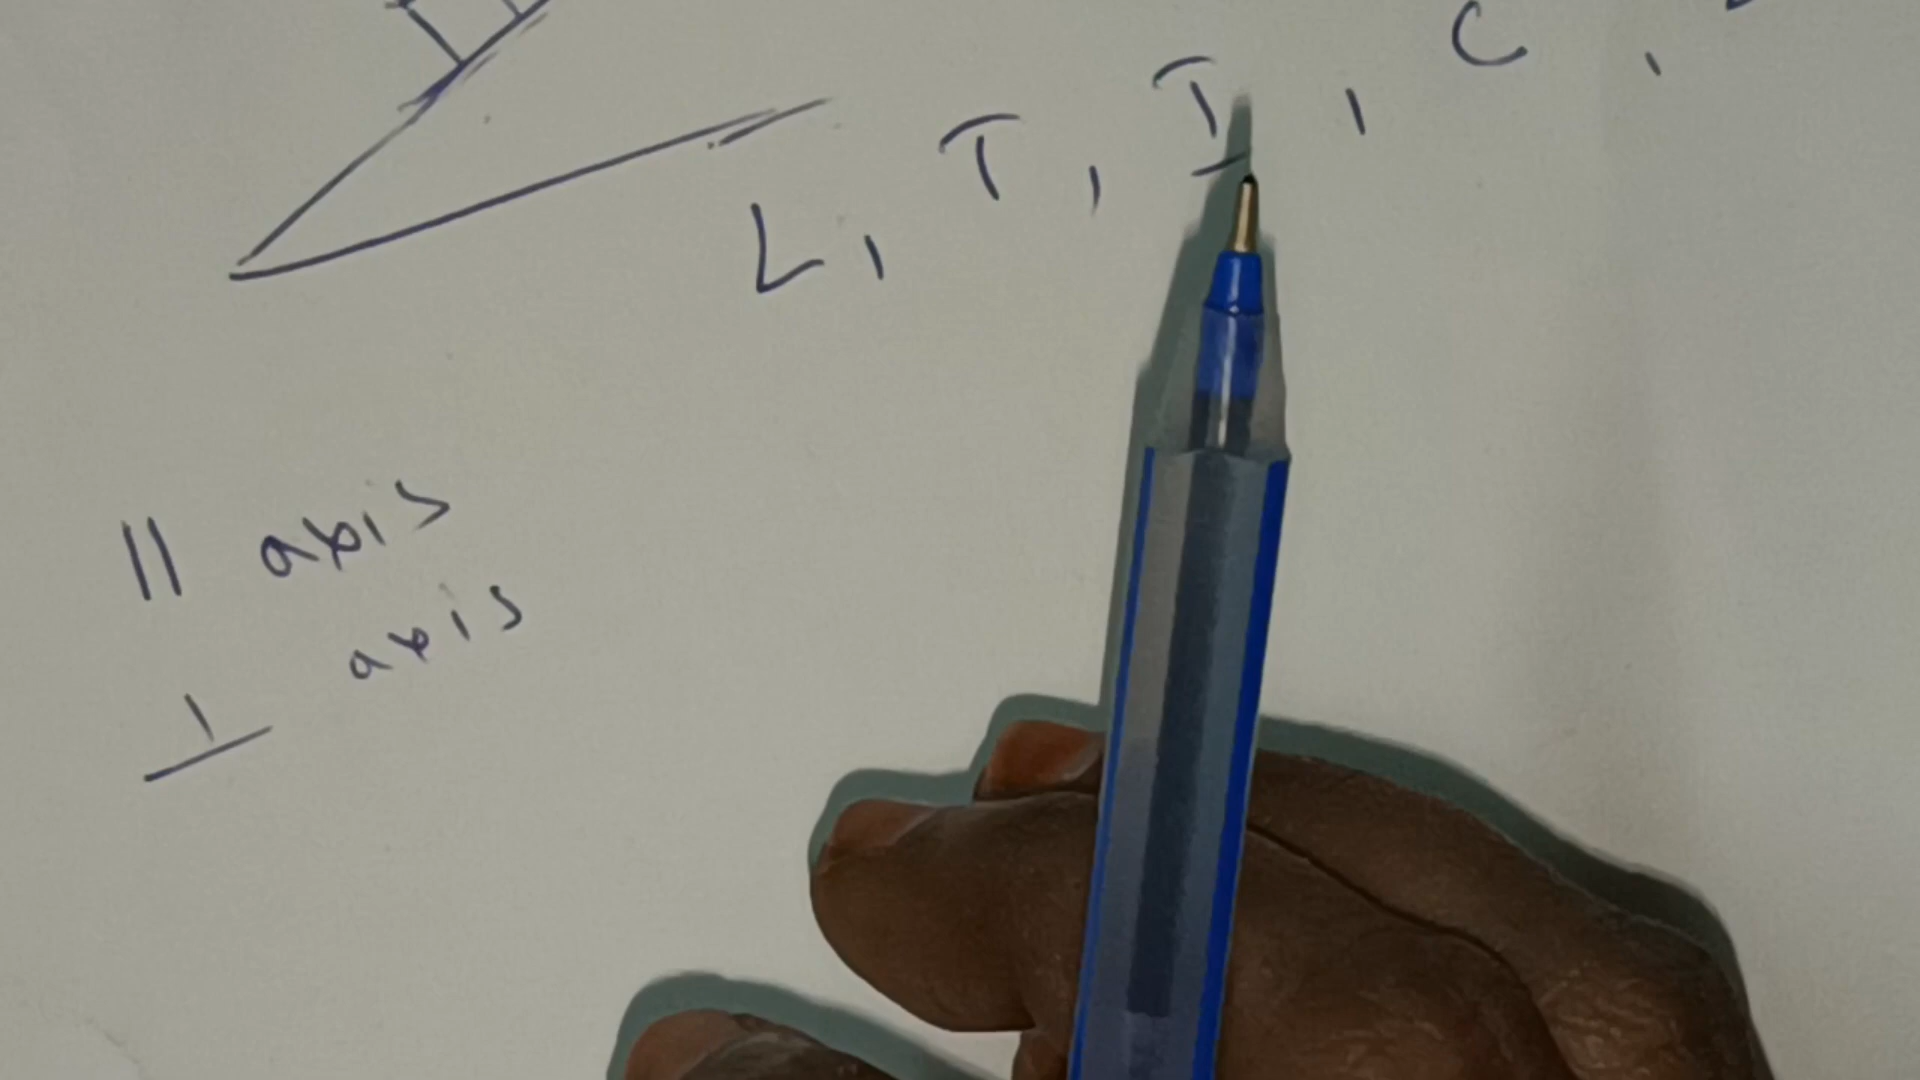 L, T, I, C,
|| axis
⊥ axis